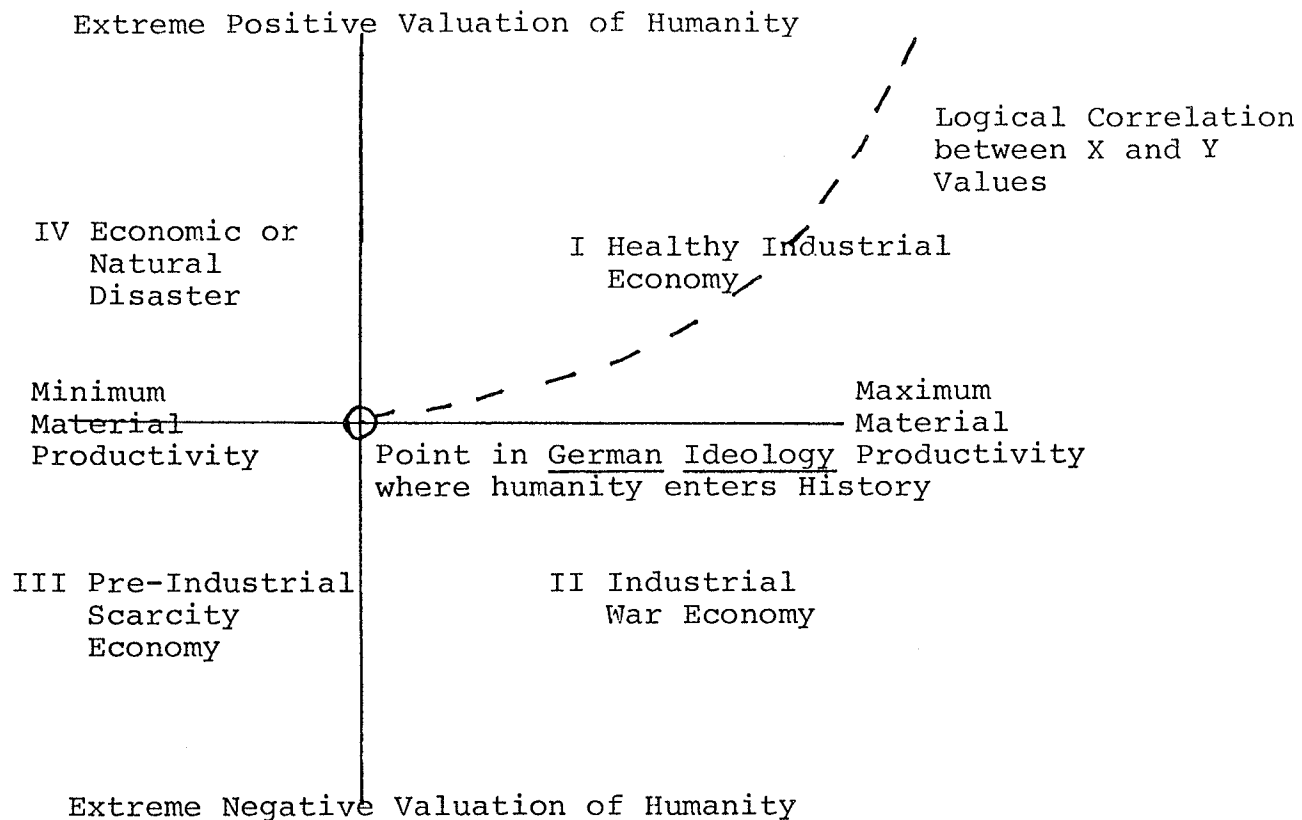 Extreme Positive Valuation of Humanity
Logical Correlation
between X and Y
Values
IV Economic or
Natural
Disaster
I Healthy Industrial
Economy
Minimum
Material
Productivity
Maximum
Material
Productivity
Point in German Ideology
where humanity enters History
III Pre-Industrial
Scarcity
Economy
II Industrial
War Economy
Extreme Negative Valuation of Humanity